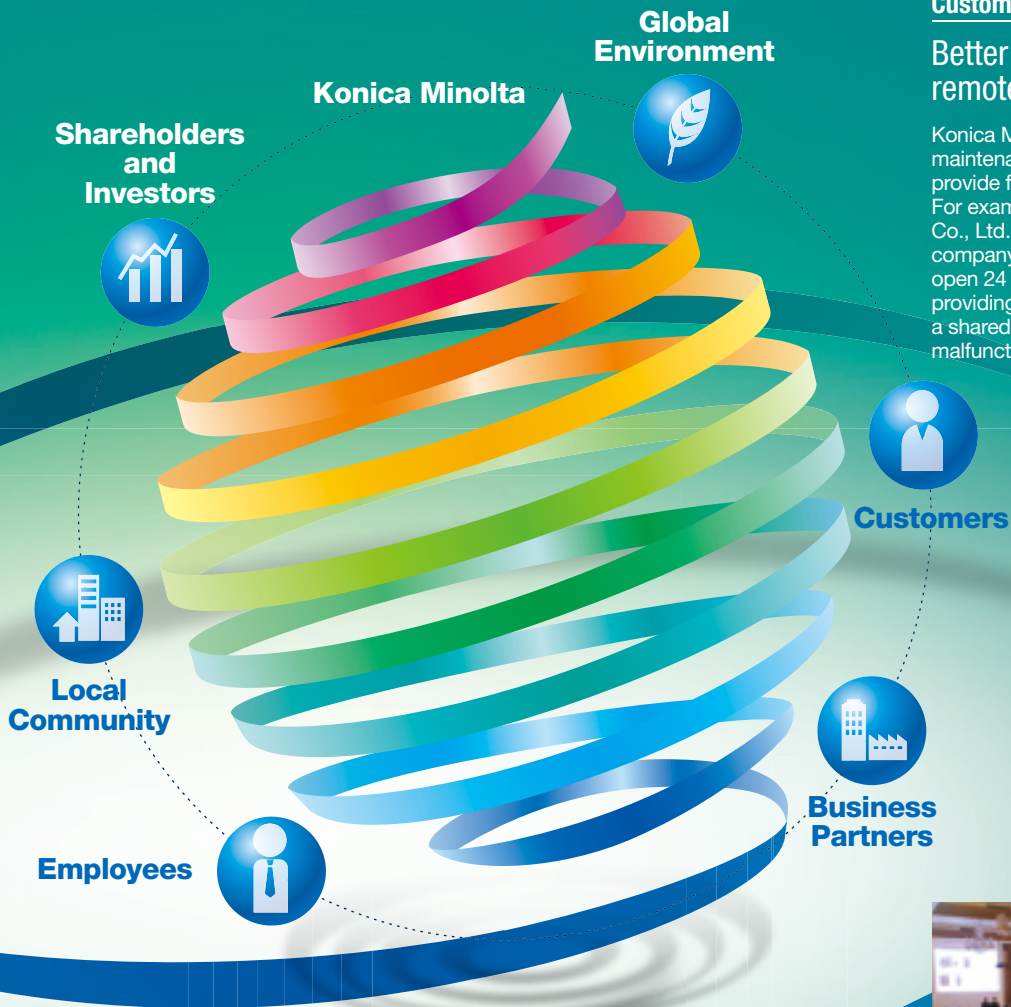 Global
Environment
Konica Minolta
Shareholders
and
Investors
Customers
Local
Community
Business
Partners
Employees
Better
remote
Konica M
maintena
provide f
For exam
Co., Ltd.
company
open 24
providing
a shared
malfunct